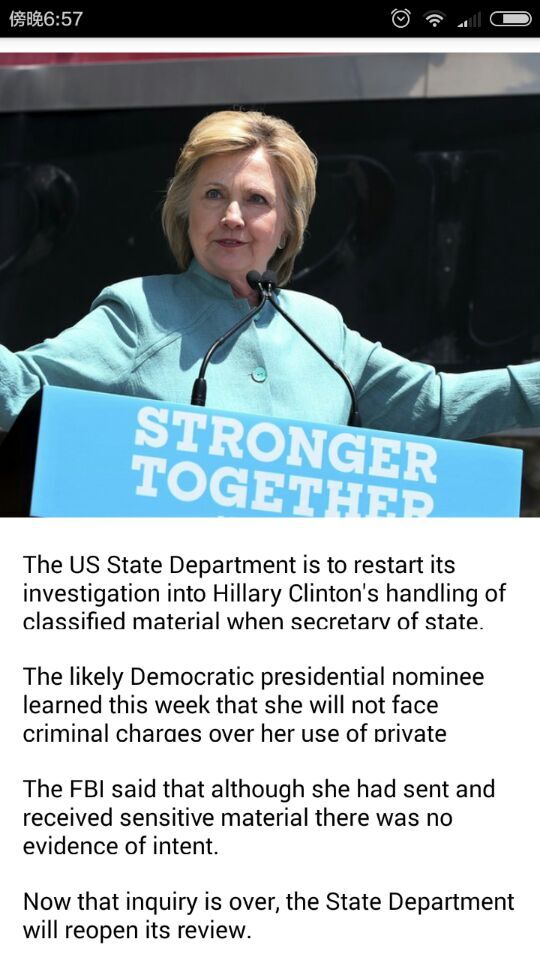 傍晚6:57
STRONGER
TOGETHER
The US State Department is to restart its
investigation into Hillary Clinton's handling of
classified material when secretary of state.
The likely Democratic presidential nominee
learned this week that she will not face
criminal charges over her use of private
The FBI said that although she had sent and
received sensitive material there was no
evidence of intent.
Now that inquiry is over, the State Department
will reopen its review.